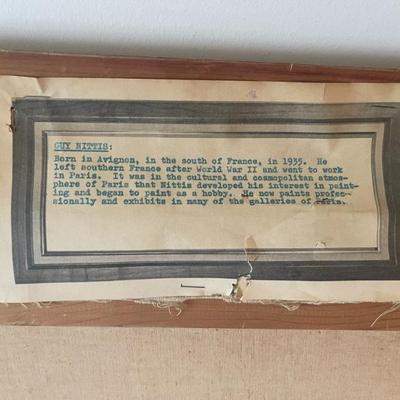 GUY NITTIS:
Born in Avignon, in the south of France, in 1935. He
left southern France after World War II and went to work
in Paris. It was in the cultural and cosmopolitan atmos-
phere of Paris that Nittis developed his interest in paint-
ing and began to paint as a hobby. He now paints profes-
sionally and exhibits in many of the galleries of Paris.